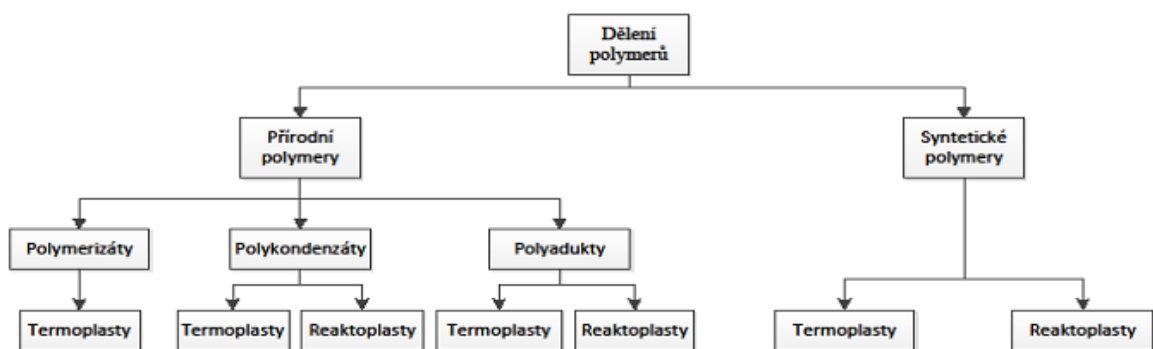 Dělení
polymerů
Přírodní
polymery
Syntetické
polymery
Polymerizáty
Polykondenzáty
Polyadukty
Termoplasty
Termoplasty
Reaktoplasty
Termoplasty
Reaktoplasty
Termoplasty
Reaktoplasty